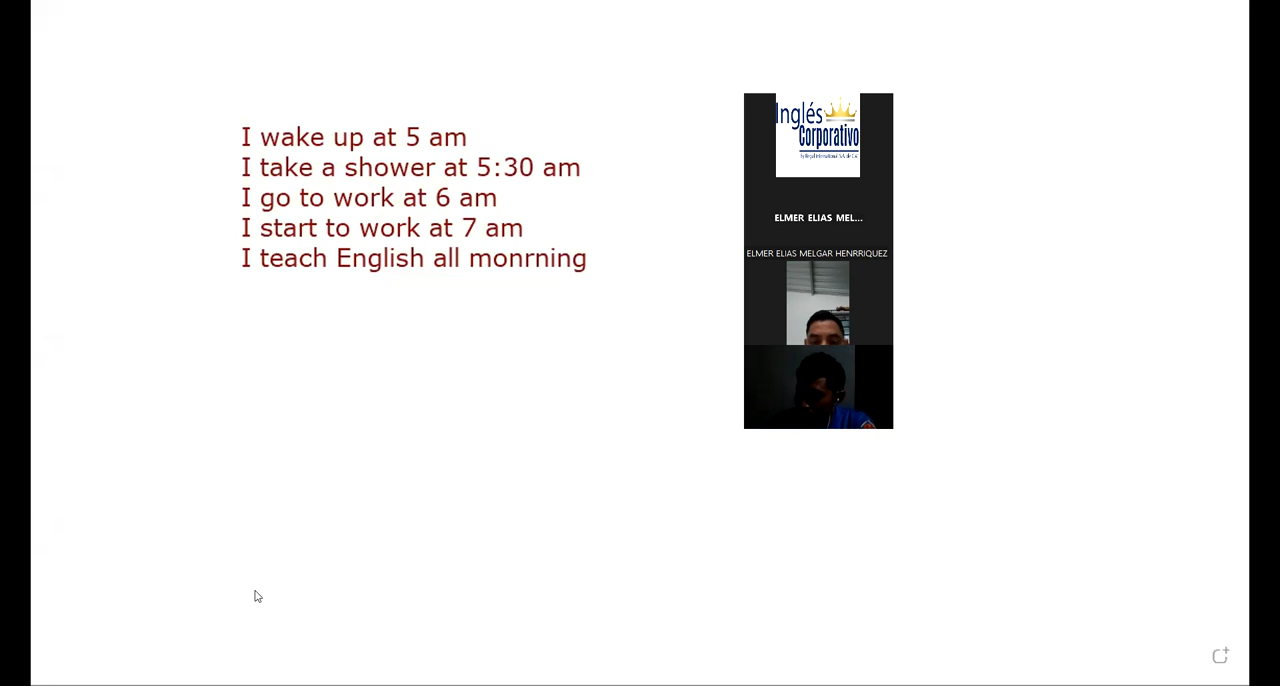 I wake up at 5 am
I take a shower at 5:30 am
I go to work at 6 am
I start to work at 7 am
I teach English all monrning
Inglés
Corporativo
ELMER ELIAS MEL...
ELMER ELIAS MELGAR HENRRIQUEZ